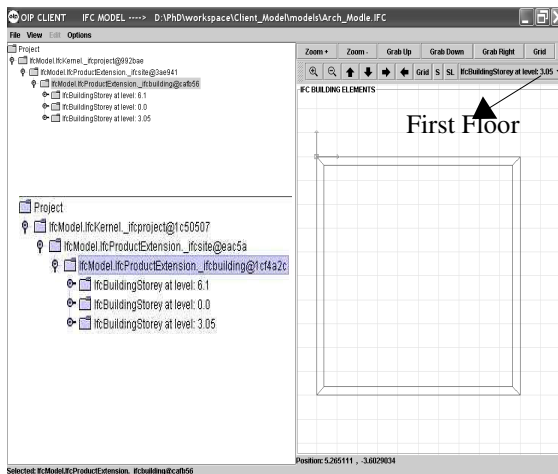 OIP CLIENT IFC MODEL ----> D:\PhD\workspace\Client_Model\models\Arch_Modle.IFC
File View Edit Options
Project
IfcModel.IfcKernel._ifcproject@992bae
IfcModel.IfcProductExtension._ifcsite@3ae941
IfcModel.IfcProductExtension._ifcbuilding@cafb56
IfcBuildingStorey at level: 6.1
IfcBuildingStorey at level: 0.0
IfcBuildingStorey at level: 3.05
Project
IfcModel.IfcKernel._ifcproject@1c50507
IfcModel.IfcProductExtension._ifcsite@eac5a
IfcModel.IfcProductExtension._ifcbuilding@1cf4a2c
IfcBuildingStorey at level: 6.1
IfcBuildingStorey at level: 0.0
IfcBuildingStorey at level: 3.05
Zoom + Zoom - Grab Up Grab Down Grab Right Grid
Grid S SL IfcBuildingStorey at level: 3.05
IFC BUILDING ELEMENTS
First Floor
Position: 5.265111 , -3.6029034
Selected: IfcModel.IfcProductExtension._ifcbuilding@cafb56